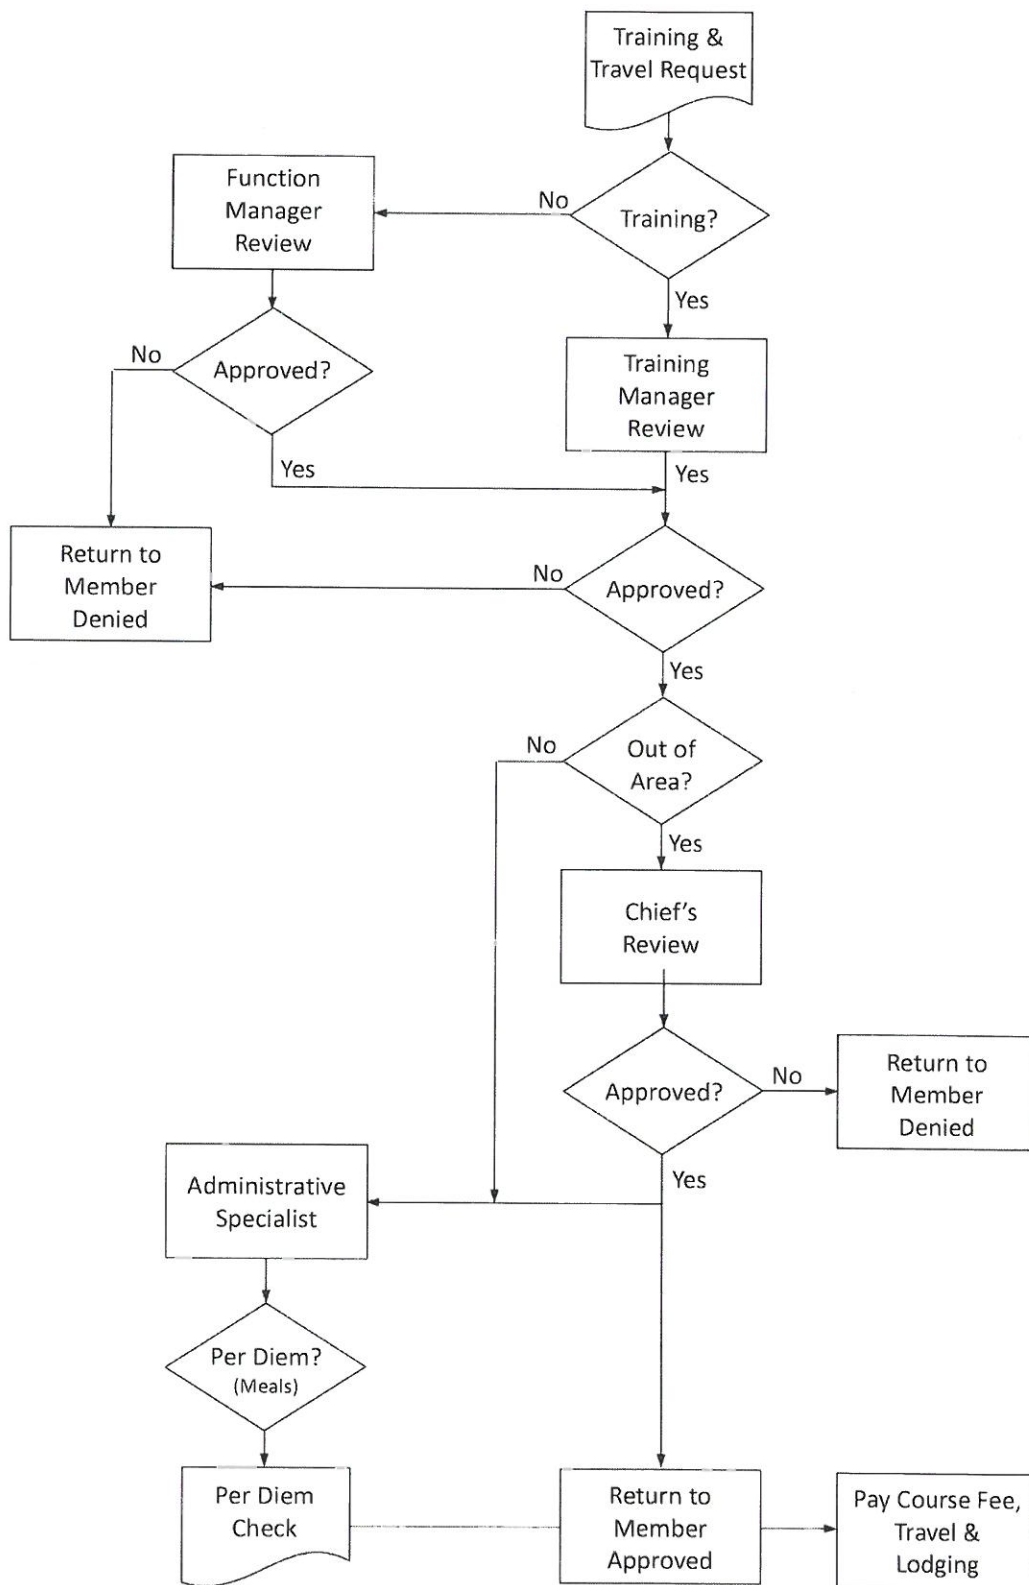 Training &
Travel Request
Function
Manager
Review
No
Training?
Yes
No
Approved?
Training
Manager
Review
Yes
Yes
Return to
Member
Denied
No
Approved?
Yes
No
Out of
Area?
Yes
Chief's
Review
Approved?
No
Return to
Member
Denied
Yes
Administrative
Specialist
Per Diem?
(Meals)
Per Diem
Check
Return to
Member
Approved
Pay Course Fee,
Travel &
Lodging